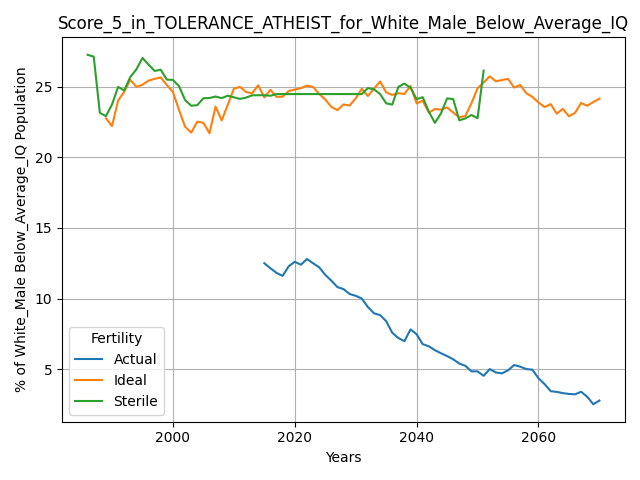 Score_5_in_TOLERANCE_ATHEIST_for_White_Male_Below_Average_IQ
% of White_Male Below_Average_IQ Population
25
20
15
10
5
Fertility
Actual
Ideal
Sterile
2000
2020
2040
2060
Years